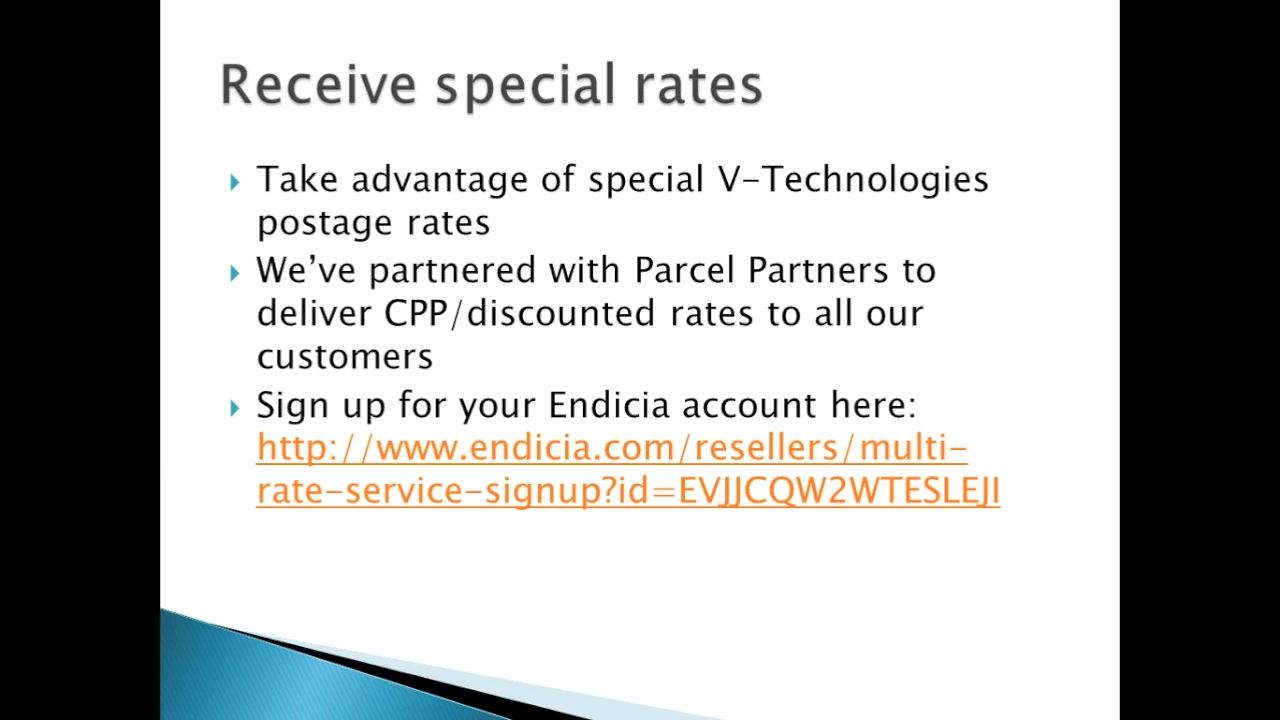 Receive special rates
Take advantage of special V-Technologies
postage rates
We’ve partnered with Parcel Partners to
deliver CPP/discounted rates to all our
customers
Sign up for your Endicia account here:
http://www.endicia.com/resellers/multi-
rate-service-signup?id=EVJJCQW2WTESLEJI